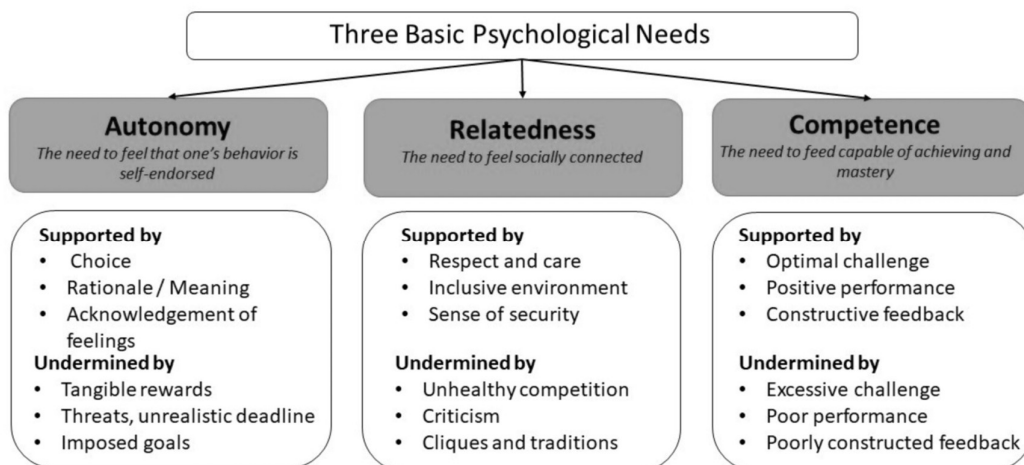 Three Basic Psychological Needs
Autonomy
The need to feel that one's behavior is
self-endorsed
Relatedness
The need to feel socially connected
Competence
The need to feed capable of achieving and
mastery
Supported by
• Choice
• Rationale / Meaning
• Acknowledgement of
feelings
Undermined by
• Tangible rewards
• Threats, unrealistic deadline
• Imposed goals
Supported by
• Respect and care
• Inclusive environment
• Sense of security
Undermined by
• Unhealthy competition
• Criticism
• Cliques and traditions
Supported by
• Optimal challenge
• Positive performance
• Constructive feedback
Undermined by
• Excessive challenge
• Poor performance
• Poorly constructed feedback